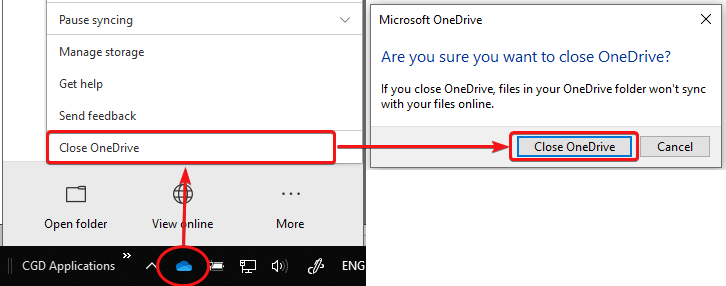 Pause syncing
Manage storage
Get help
Send feedback
Close OneDrive
Open folder
View online
More
CGD Applications
ENG
Microsoft OneDrive
Are you sure you want to close OneDrive?
If you close OneDrive, files in your OneDrive folder won't sync
with your files online.
Close OneDrive
Cancel